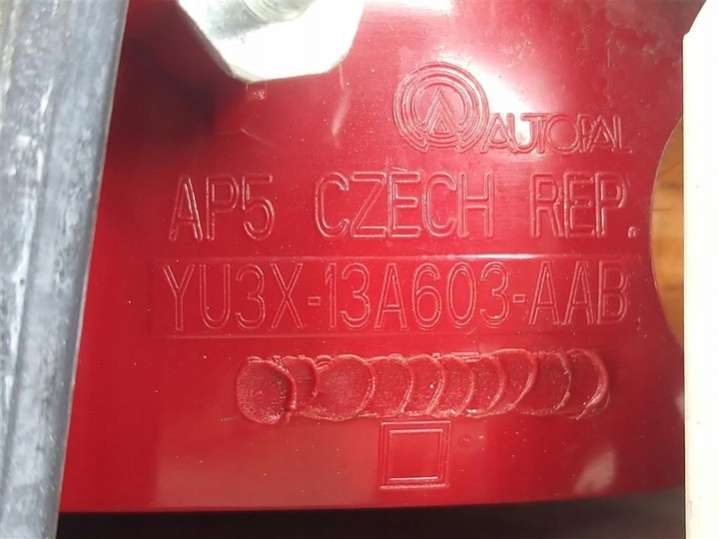 AUTOPAL
AP5 CZECH REP.
YU3X-13A603-AAB